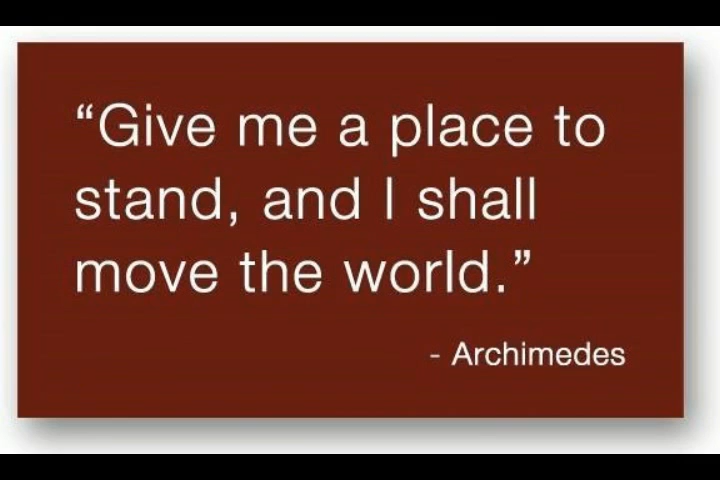 “Give me a place to
stand, and I shall
move the world.”
- Archimedes